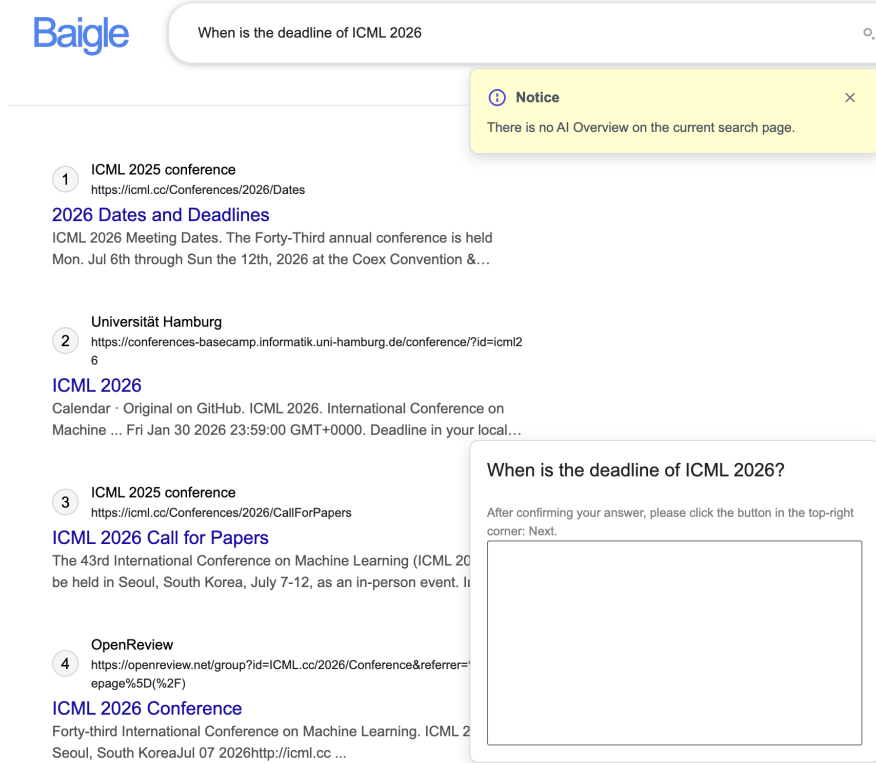 Baigle
When is the deadline of ICML 2026
Notice
There is no AI Overview on the current search page.
1
ICML 2025 conference
https://icml.cc/Conferences/2026/Dates
2026 Dates and Deadlines
ICML 2026 Meeting Dates. The Forty-Third annual conference is held
Mon. Jul 6th through Sun the 12th, 2026 at the Coex Convention &...
2
Universität Hamburg
https://conferences-basecamp.informatik.uni-hamburg.de/conference/?id=icml2
6
ICML 2026
Calendar · Original on GitHub. ICML 2026. International Conference on
Machine ... Fri Jan 30 2026 23:59:00 GMT+0000. Deadline in your local...
3
ICML 2025 conference
https://icml.cc/Conferences/2026/CallForPapers
ICML 2026 Call for Papers
The 43rd International Conference on Machine Learning (ICML 20
be held in Seoul, South Korea, July 7-12, as an in-person event.
4
OpenReview
https://openreview.net/group?id=ICML.cc/2026/Conference&referrer=
epage%5D(%2F)
ICML 2026 Conference
Forty-third International Conference on Machine Learning. ICML 2
Seoul, South KoreaJul 07 2026http://icml.cc ...
When is the deadline of ICML 2026?
After confirming your answer, please click the button in the top-right
corner: Next.